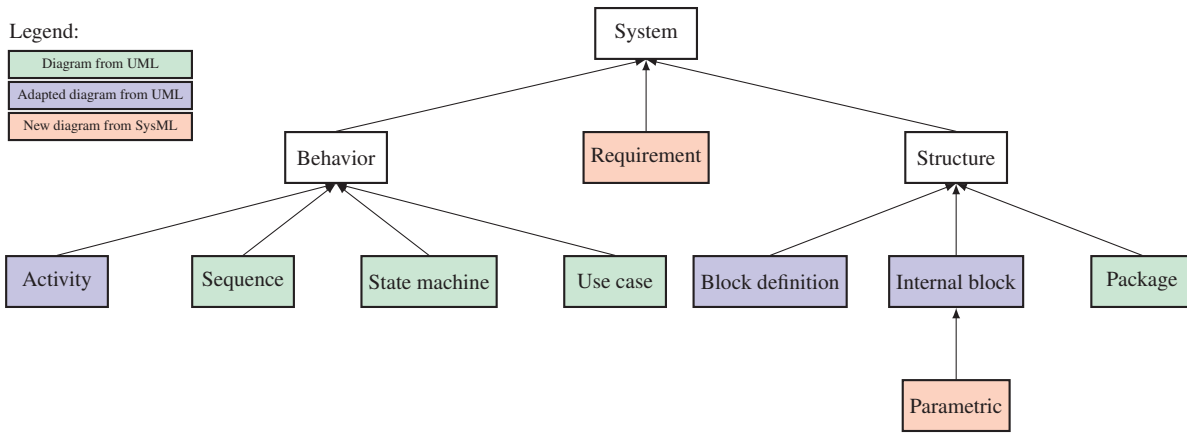 Legend:
Diagram from UML
Adapted diagram from UML
New diagram from SysML
System
Behavior
Requirement
Structure
Activity
Sequence
State machine
Use case
Block definition
Internal block
Package
Parametric